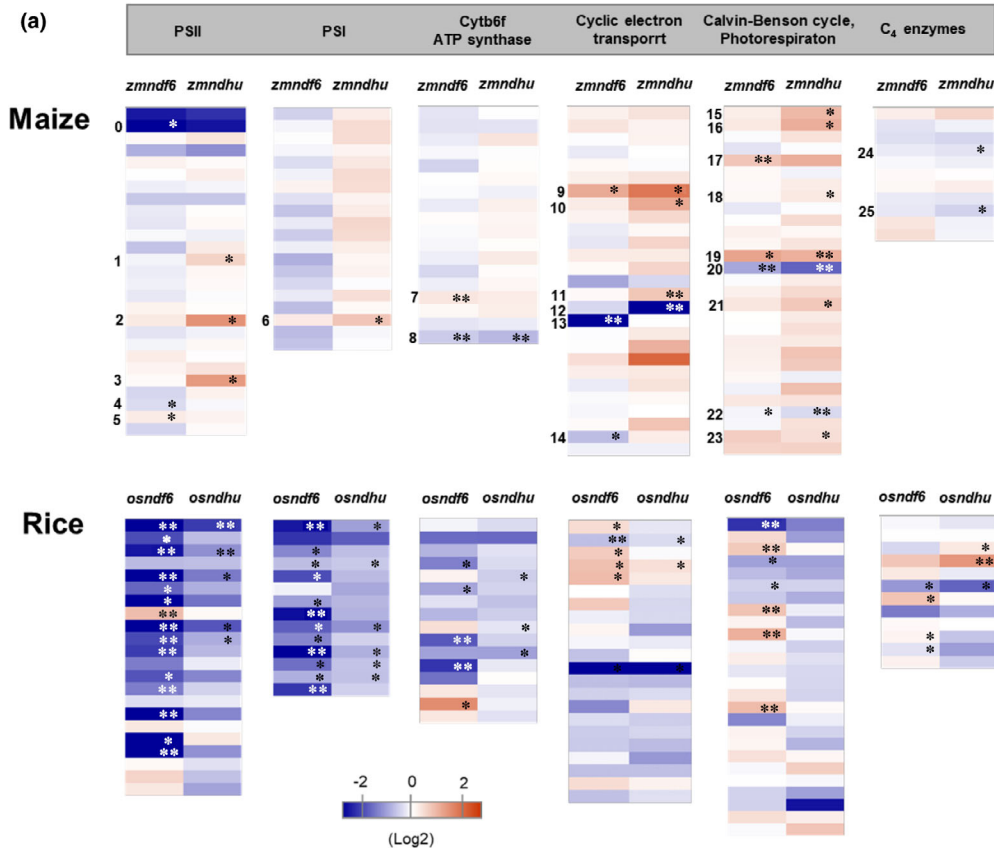 (a)
PSII
PSI
Cytb6f
ATP synthase
Cyclic electron
transporrt
Calvin-Benson cycle,
Photorespiraton
C4 enzymes
Maize
zmndf6 zmndhu
zmndf6 zmndhu
zmndf6 zmndhu
zmndf6 zmndhu
zmndf6 zmndhu
zmndf6 zmndhu
0 *
1 *
2 *
3 *
4 *
5 *
6 *
7 **
8 ** **
9 * *
10 *
11 **
12 **
13 **
14 *
15 *
16 *
17 **
18 *
19 * **
20 ** **
21 *
22 * **
23 *
24 *
25 *
Rice
osndf6 osndhu
osndf6 osndhu
osndf6 osndhu
osndf6 osndhu
osndf6 osndhu
osndf6 osndhu
** **
*
** **
** *
*
*
**
** *
** *
**
*
**
**
*
**
** *
*
* *
*
*
**
* *
*
** *
* *
* *
**
*
*
*
*
**
*
**
*
*
** *
*
* *
*
* *
**
**
*
*
**
**
**
*
**
* *
*
*
*
-2 0 2
(Log2)